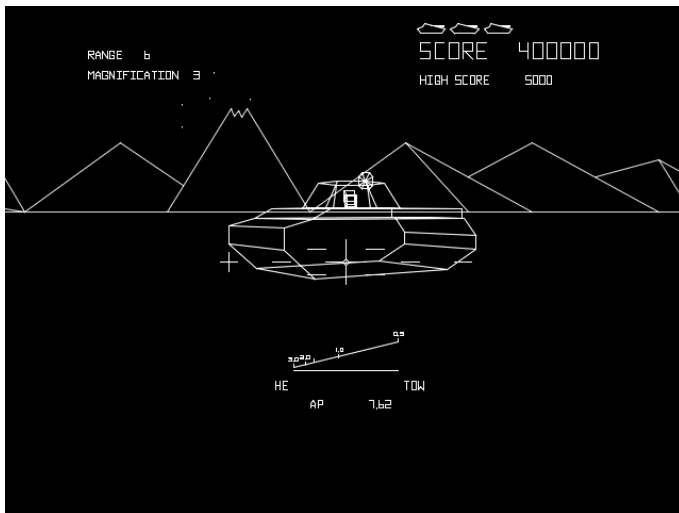 RANGE 6
MAGNIFICATION 3
SCORE 400000
HIGH SCORE 5000
0.5
1.0
3.0 2.0
HE TOW
AP 7.62